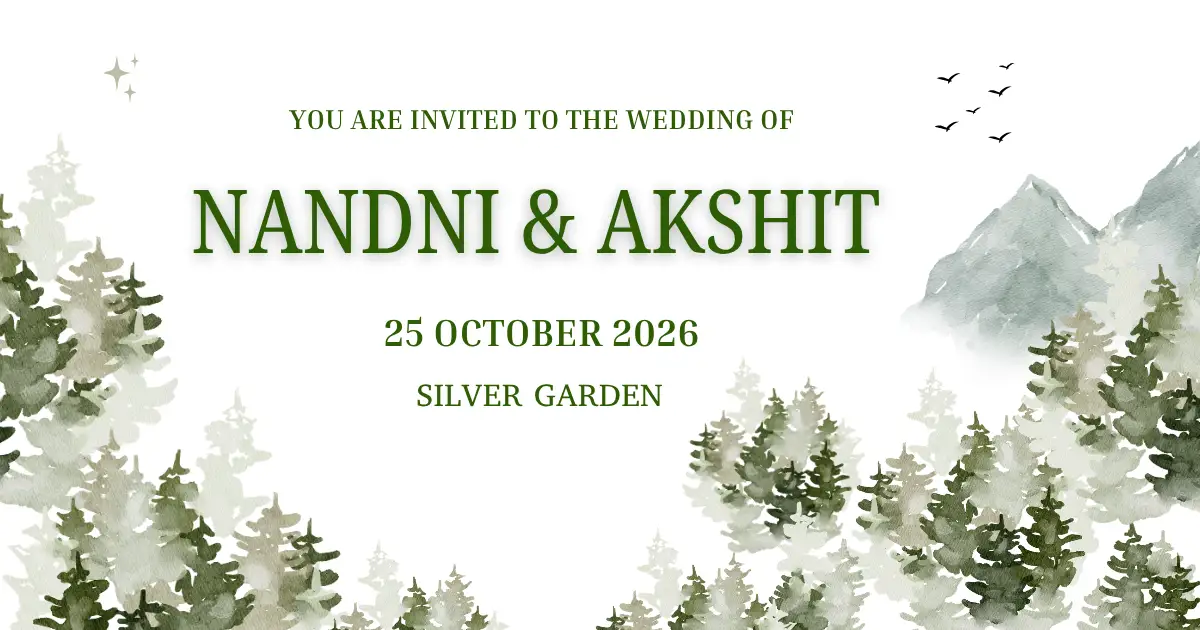 YOU ARE INVITED TO THE WEDDING OF
NANDNI & AKSHIT
25 OCTOBER 2026
SILVER GARDEN